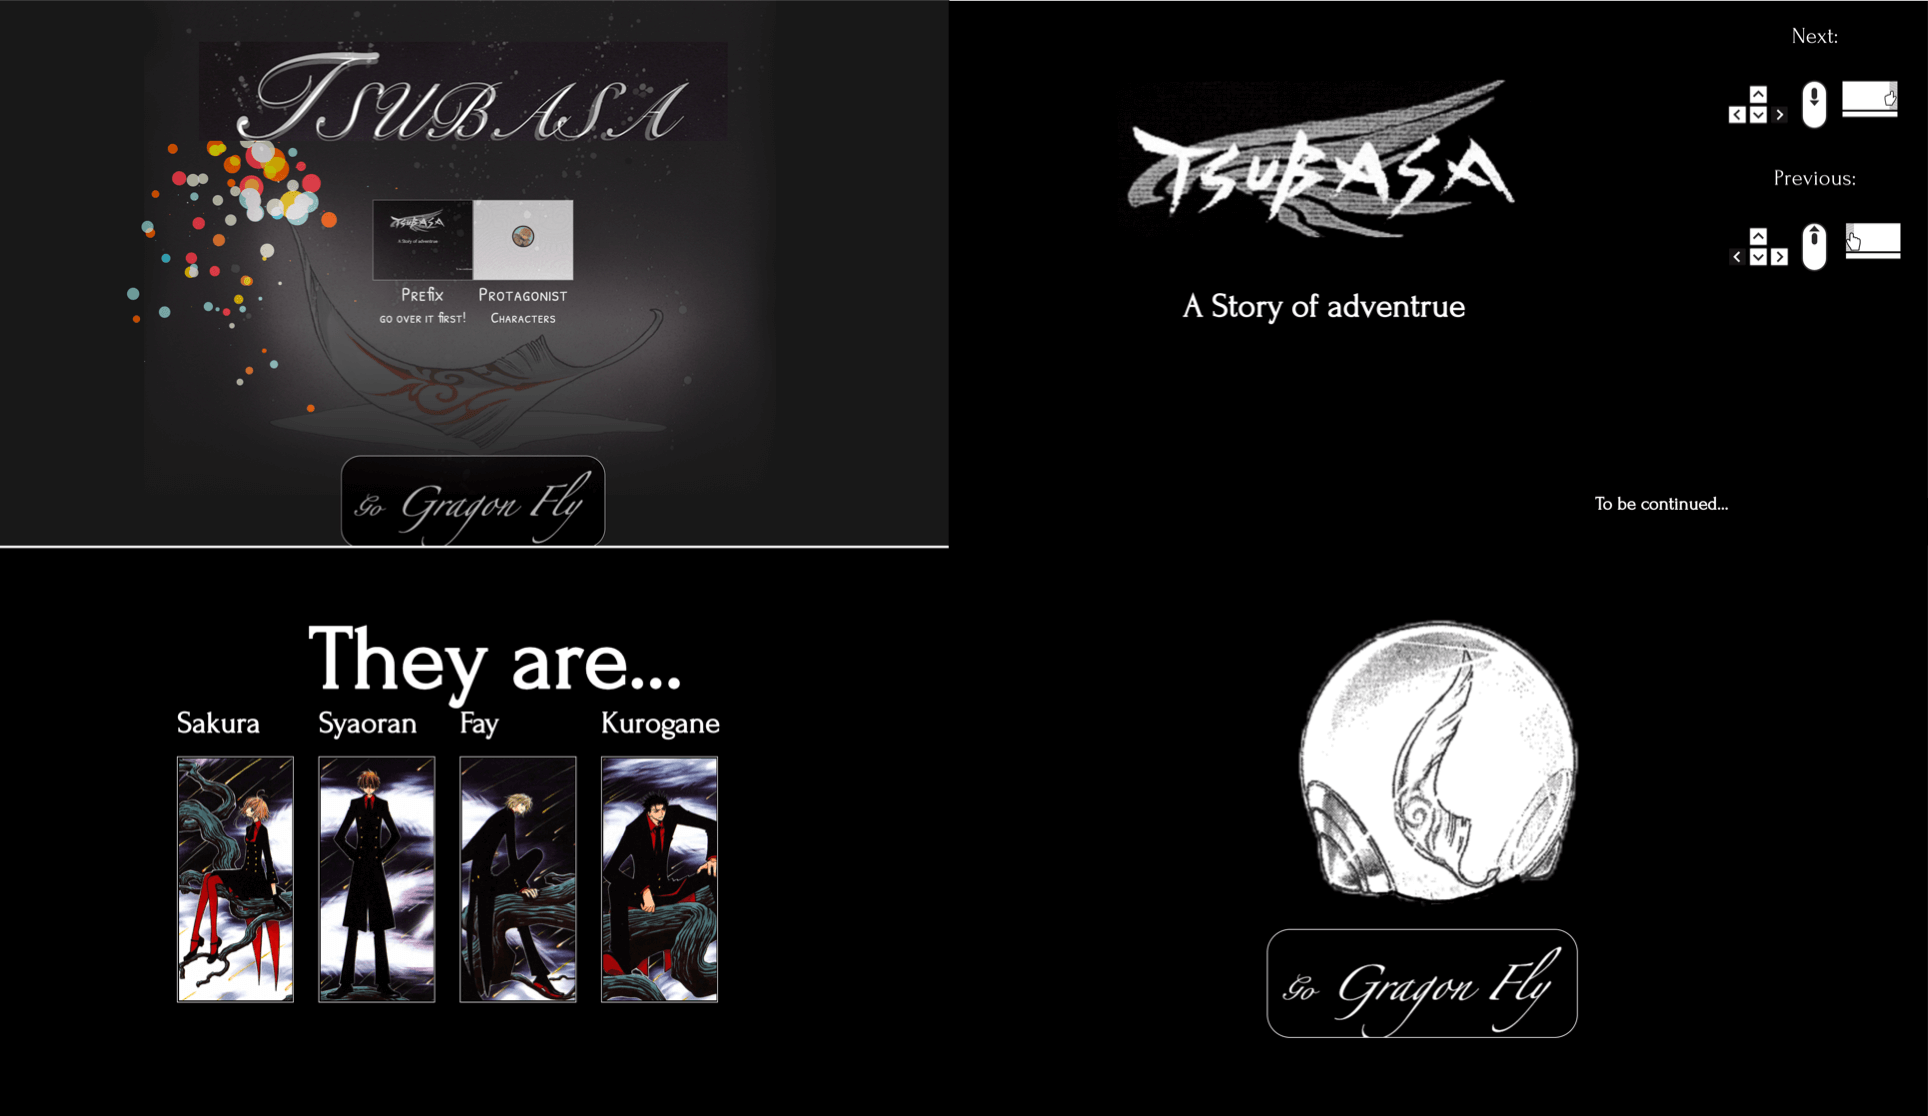 TSUBASA
TSUBASA
A Story of adventrue
Prefix
go over it first!
Protagonist
Characters
Go Gragon Fly
TSUBASA
A Story of adventrue
To be continued...
Next:
Previous:
They are...
Sakura
Syaoran
Fay
Kurogane
Go Gragon Fly